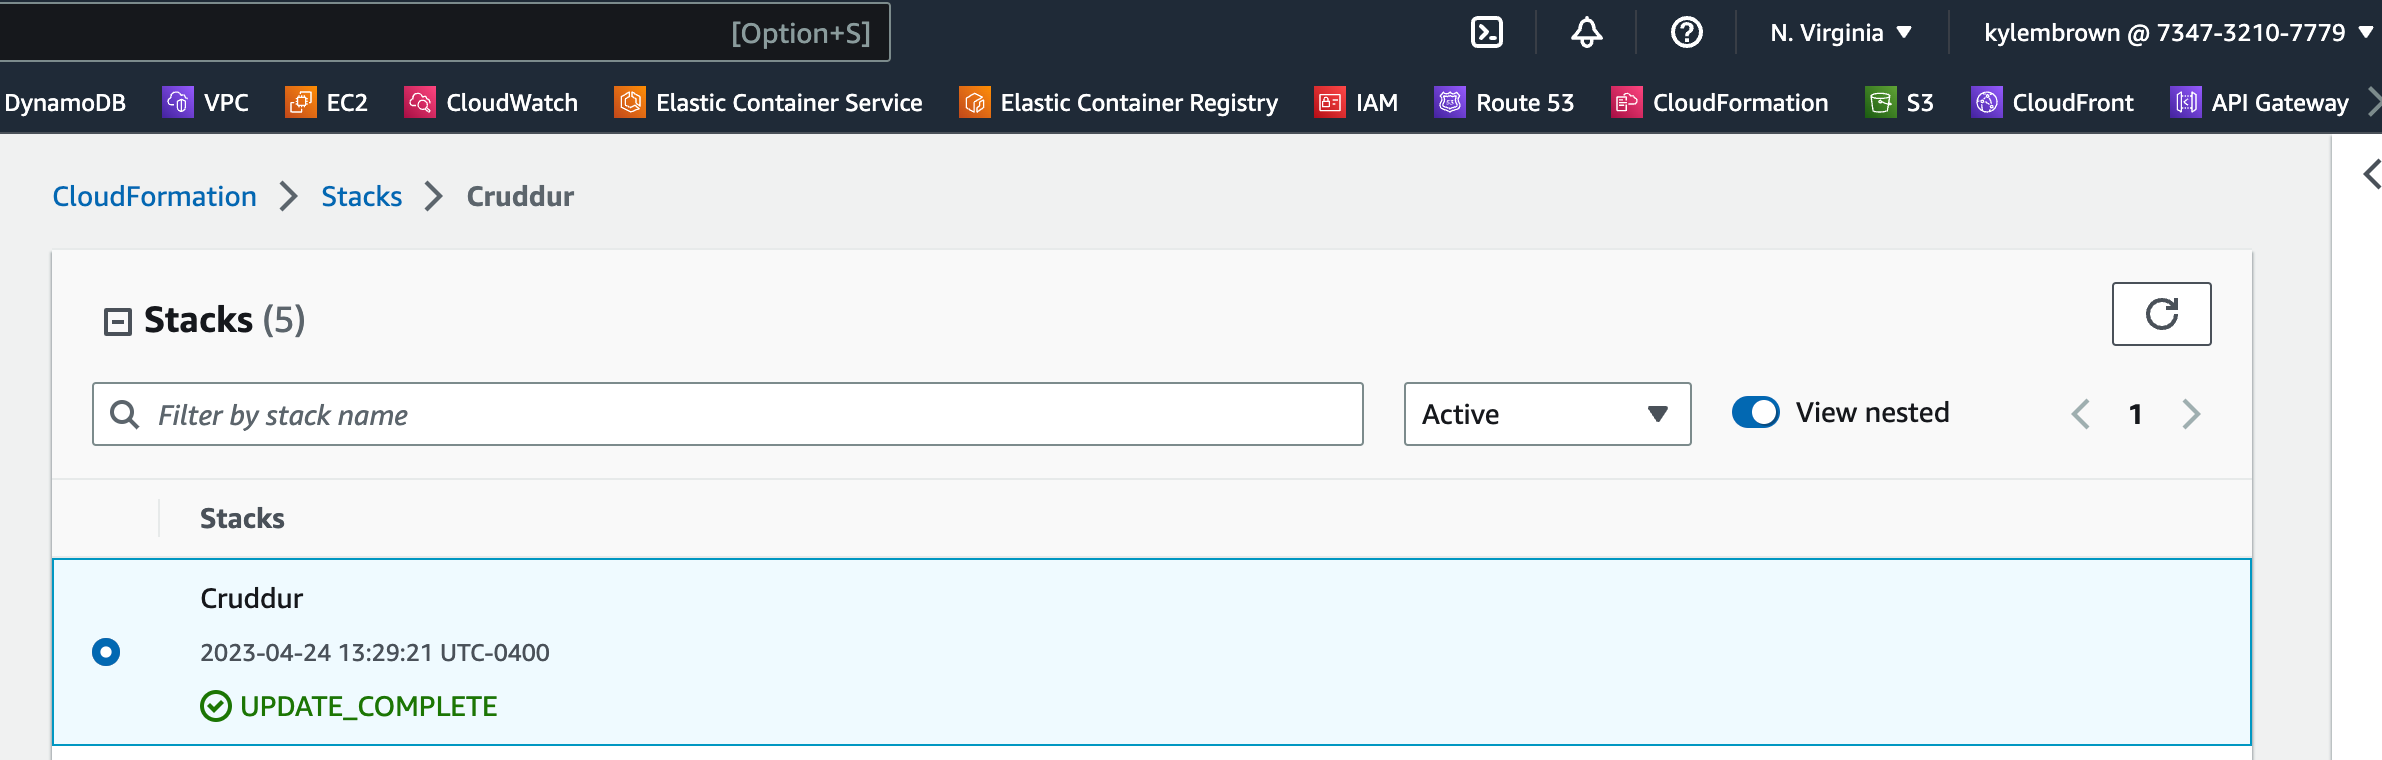 [Option+S]
N. Virginia
kylembrown @ 7347-3210-7779
DynamoDB VPC EC2 CloudWatch Elastic Container Service Elastic Container Registry IAM Route 53 CloudFormation S3 CloudFront API Gateway
CloudFormation Stacks Cruddur
Stacks (5)
Filter by stack name
Active
View nested
1
Stacks
Cruddur
2023-04-24 13:29:21 UTC-0400
UPDATE_COMPLETE